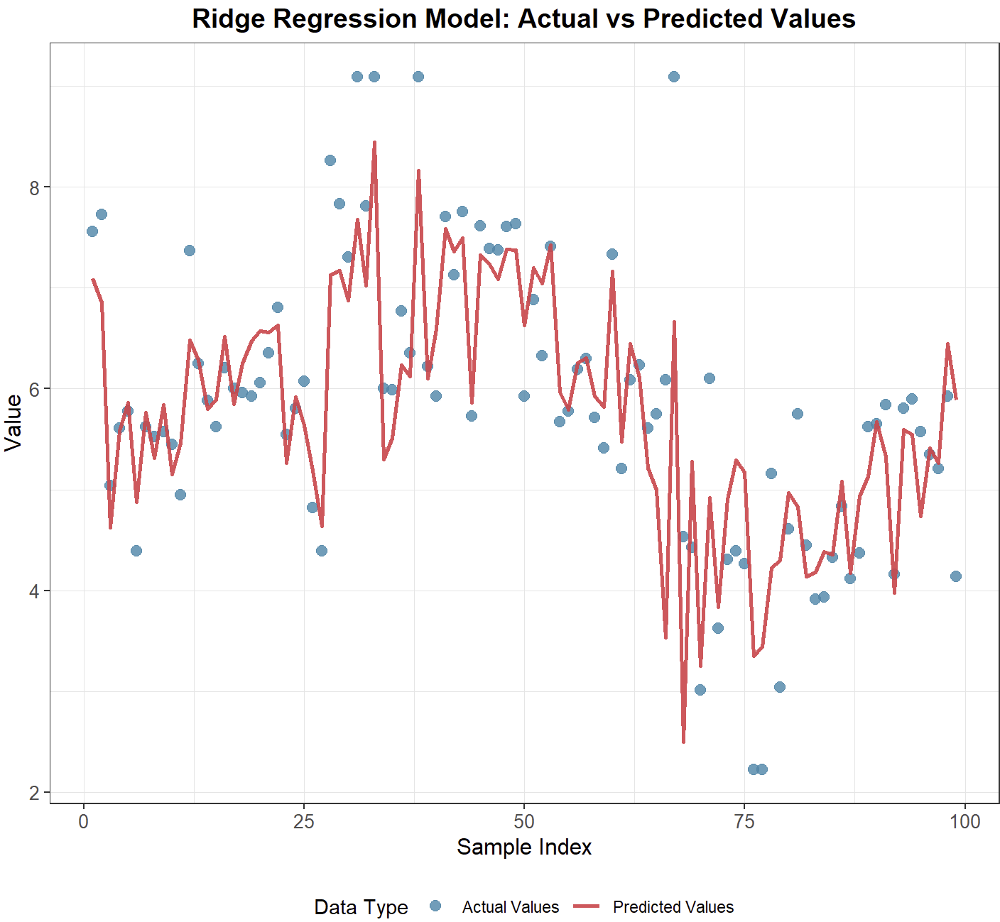 Ridge Regression Model: Actual vs Predicted Values
Value
8
6
4
2
0 25 50 75 100
Sample Index
Data Type Actual Values Predicted Values